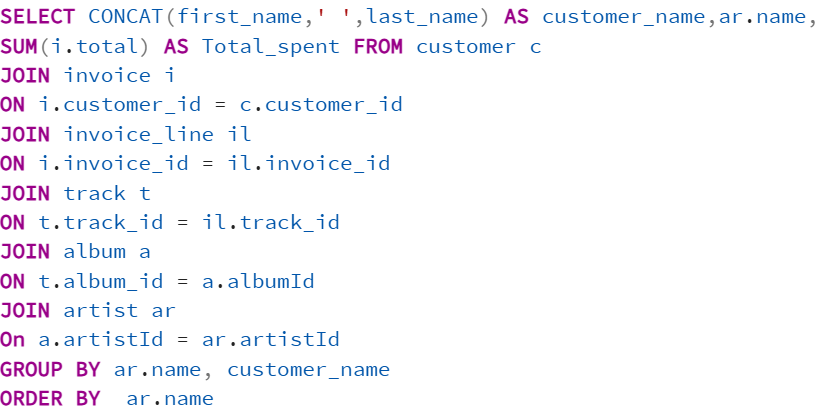 SELECT CONCAT(first_name,' ',last_name) AS customer_name,ar.name,
SUM(i.total) AS Total_spent FROM customer c
JOIN invoice i
ON i.customer_id = c.customer_id
JOIN invoice_line il
ON i.invoice_id = il.invoice_id
JOIN track t
ON t.track_id = il.track_id
JOIN album a
ON t.album_id = a.albumId
JOIN artist ar
On a.artistId = ar.artistId
GROUP BY ar.name, customer_name
ORDER BY  ar.name